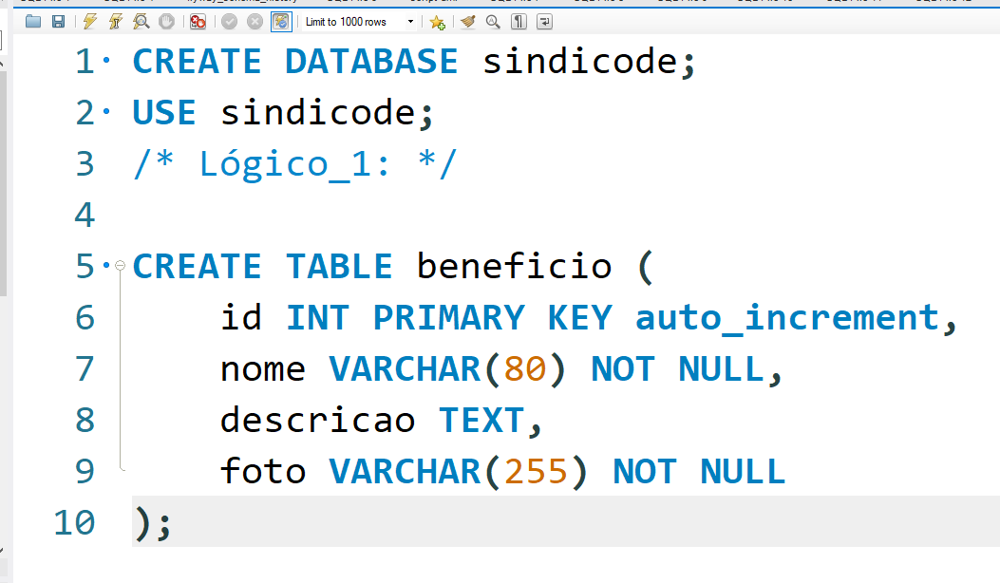 Limit to 1000 rows
1 CREATE DATABASE sindicode;
2 USE sindicode;
3 /* Lógico_1: */
4
5 CREATE TABLE beneficio (
6 id INT PRIMARY KEY auto_increment,
7 nome VARCHAR(80) NOT NULL,
8 descricao TEXT,
9 foto VARCHAR(255) NOT NULL
10 );